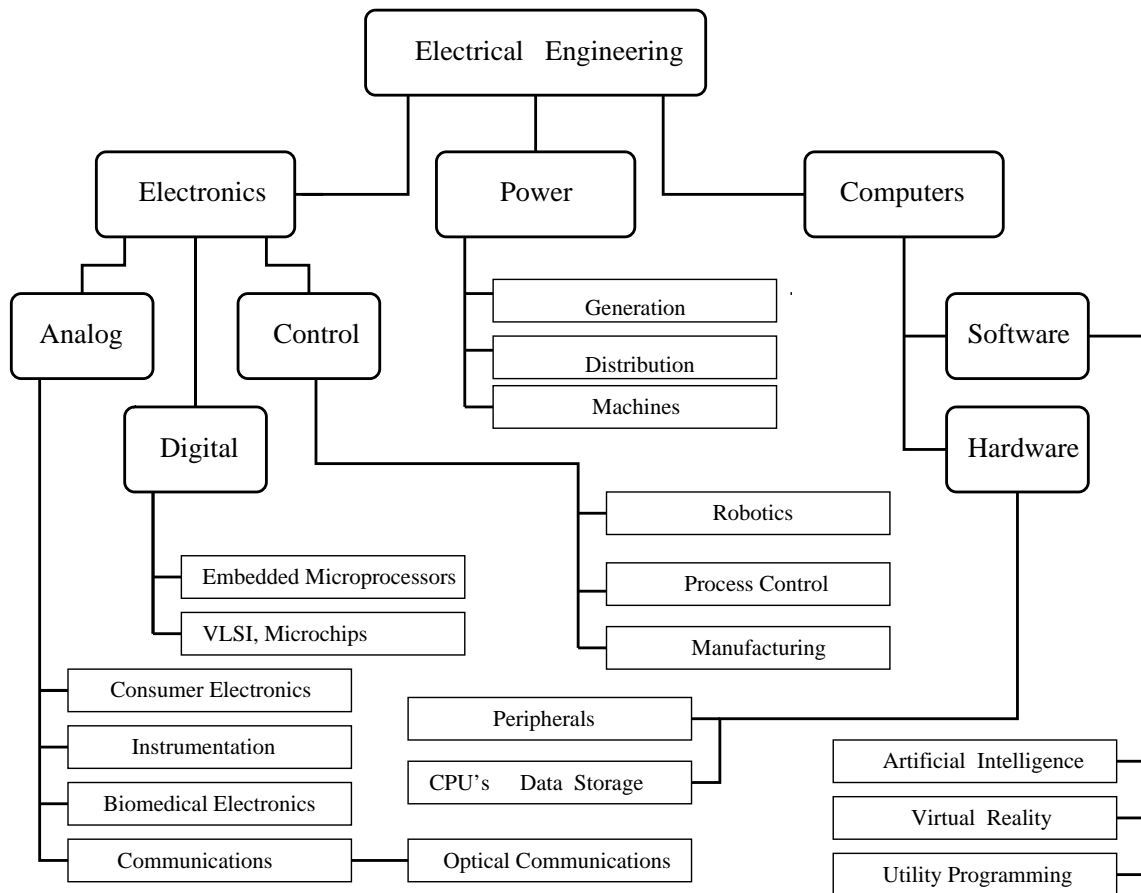 Electrical Engineering
Electronics
Power
Computers
Generation
Analog
Control
Software
Distribution
Machines
Digital
Hardware
Robotics
Embedded Microprocessors
Process Control
VLSI, Microchips
Manufacturing
Consumer Electronics
Peripherals
Instrumentation
Artificial Intelligence
CPU's Data Storage
Biomedical Electronics
Virtual Reality
Communications
Optical Communications
Utility Programming